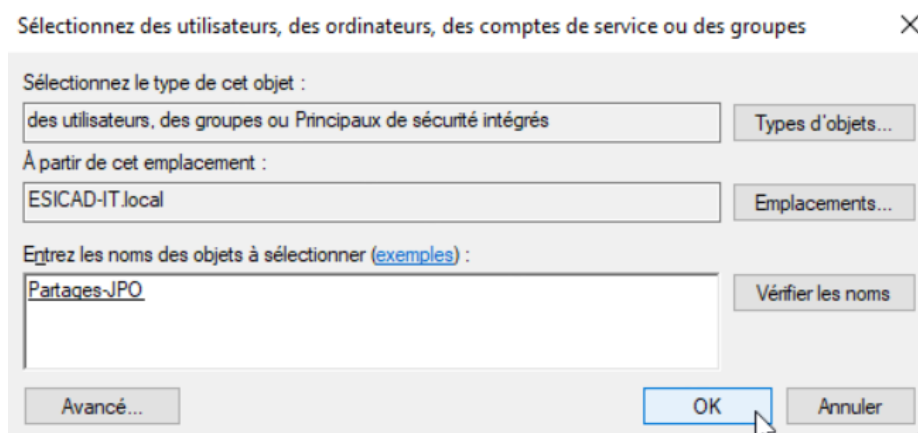 Sélectionnez des utilisateurs, des ordinateurs, des comptes de service ou des groupes
Sélectionnez le type de cet objet :
des utilisateurs, des groupes ou Principaux de sécurité intégrés
Types d'objets...
À partir de cet emplacement :
ESICAD-IT.local
Emplacements...
Entrez les noms des objets à sélectionner (exemples) :
Partages-JPO
Vérifier les noms
Avancé...
OK
Annuler